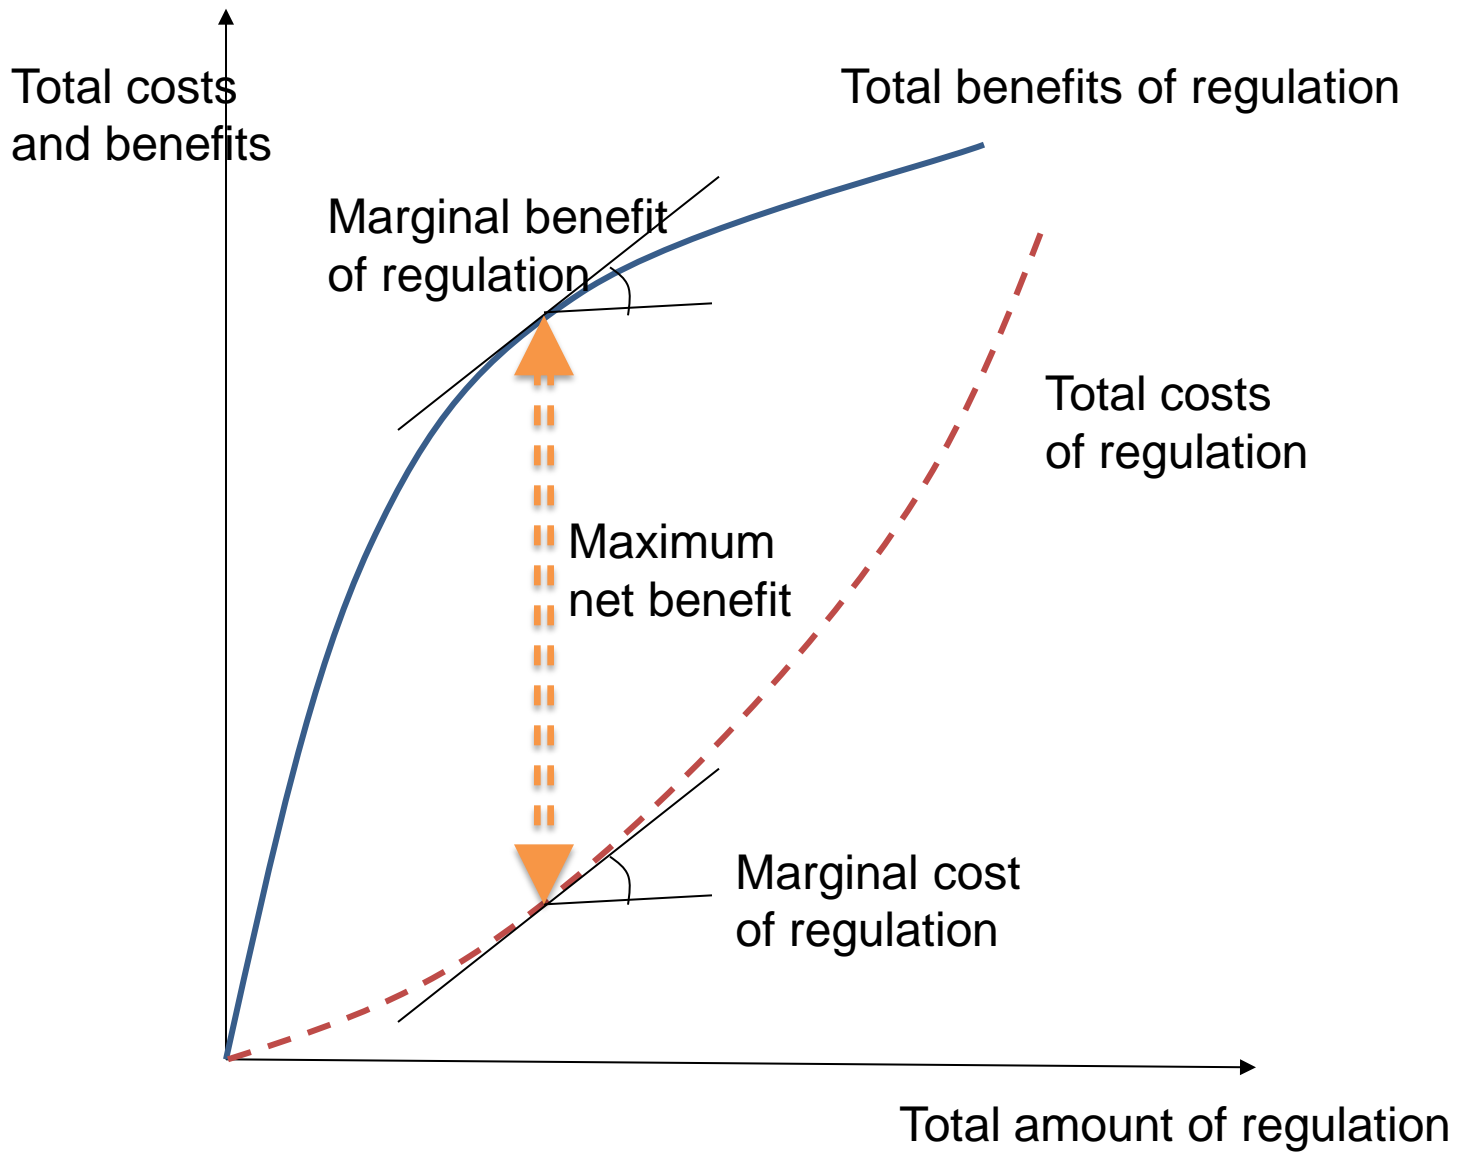 Total costs
and benefits
Total benefits of regulation
Marginal benefit
of regulation
Total costs
of regulation
Maximum
net benefit
Marginal cost
of regulation
Total amount of regulation